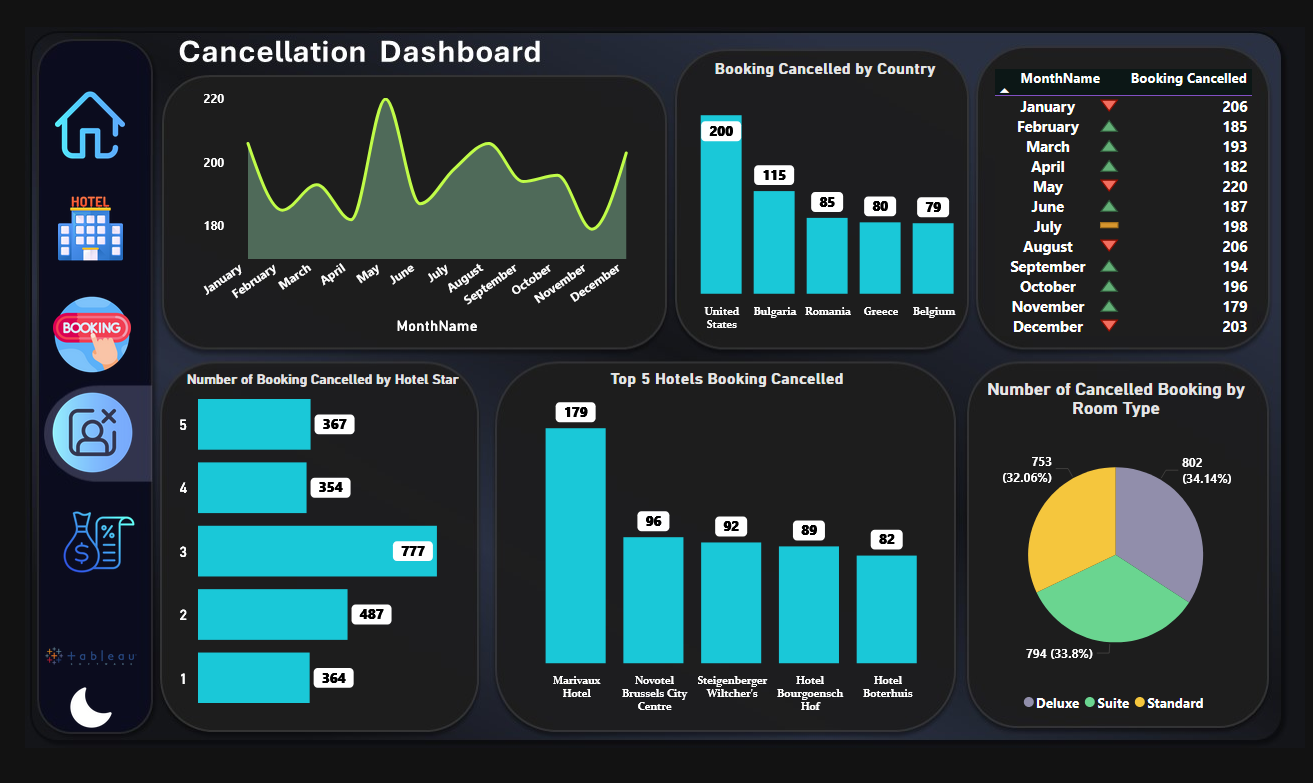 Cancellation Dashboard
HOTEL
BOOKING
tableau
SOFTWARE
220
200
180
January
February
March
April
May
June
July
August
September
October
November
December
MonthName
Booking Cancelled by Country
200
115
85
80
79
United
States
Bulgaria
Romania
Greece
Belgium
MonthName Booking Cancelled
January 206
February 185
March 193
April 182
May 220
June 187
July 198
August 206
September 194
October 196
November 179
December 203
Number of Booking Cancelled by Hotel Star
5 367
4 354
3 777
2 487
1 364
Top 5 Hotels Booking Cancelled
179
96
92
89
82
Marivaux
Hotel
Novotel
Brussels City
Centre
Steigenberger
Wiltcher's
Hotel
Bourgoensch
Hof
Hotel
Boterhuis
Number of Cancelled Booking by
Room Type
753
(32.06%)
802
(34.14%)
794 (33.8%)
Deluxe Suite Standard